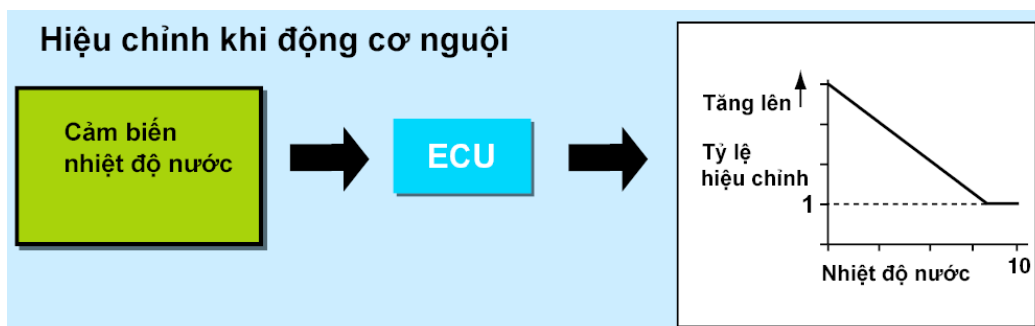 Hiệu chỉnh khi động cơ nguội
Cảm biến
nhiệt độ nước
ECU
Tăng lên
Tỷ lệ
hiệu chỉnh
1
Nhiệt độ nước
10